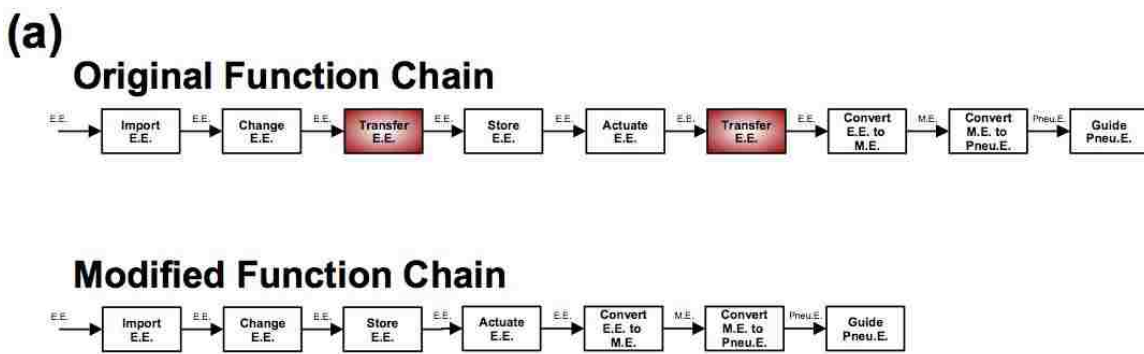 (a)
Original Function Chain
E.E. Import E.E. E.E. Change E.E. E.E. Transfer E.E. E.E. Store E.E. E.E. Actuate E.E. E.E. Transfer E.E. E.E. Convert E.E. to M.E. M.E. Convert M.E. to Pneu.E. Pneu.E. Guide Pneu.E.
Modified Function Chain
E.E. Import E.E. E.E. Change E.E. E.E. Store E.E. E.E. Actuate E.E. E.E. Convert E.E. to M.E. M.E. Convert M.E. to Pneu.E. Pneu.E. Guide Pneu.E.